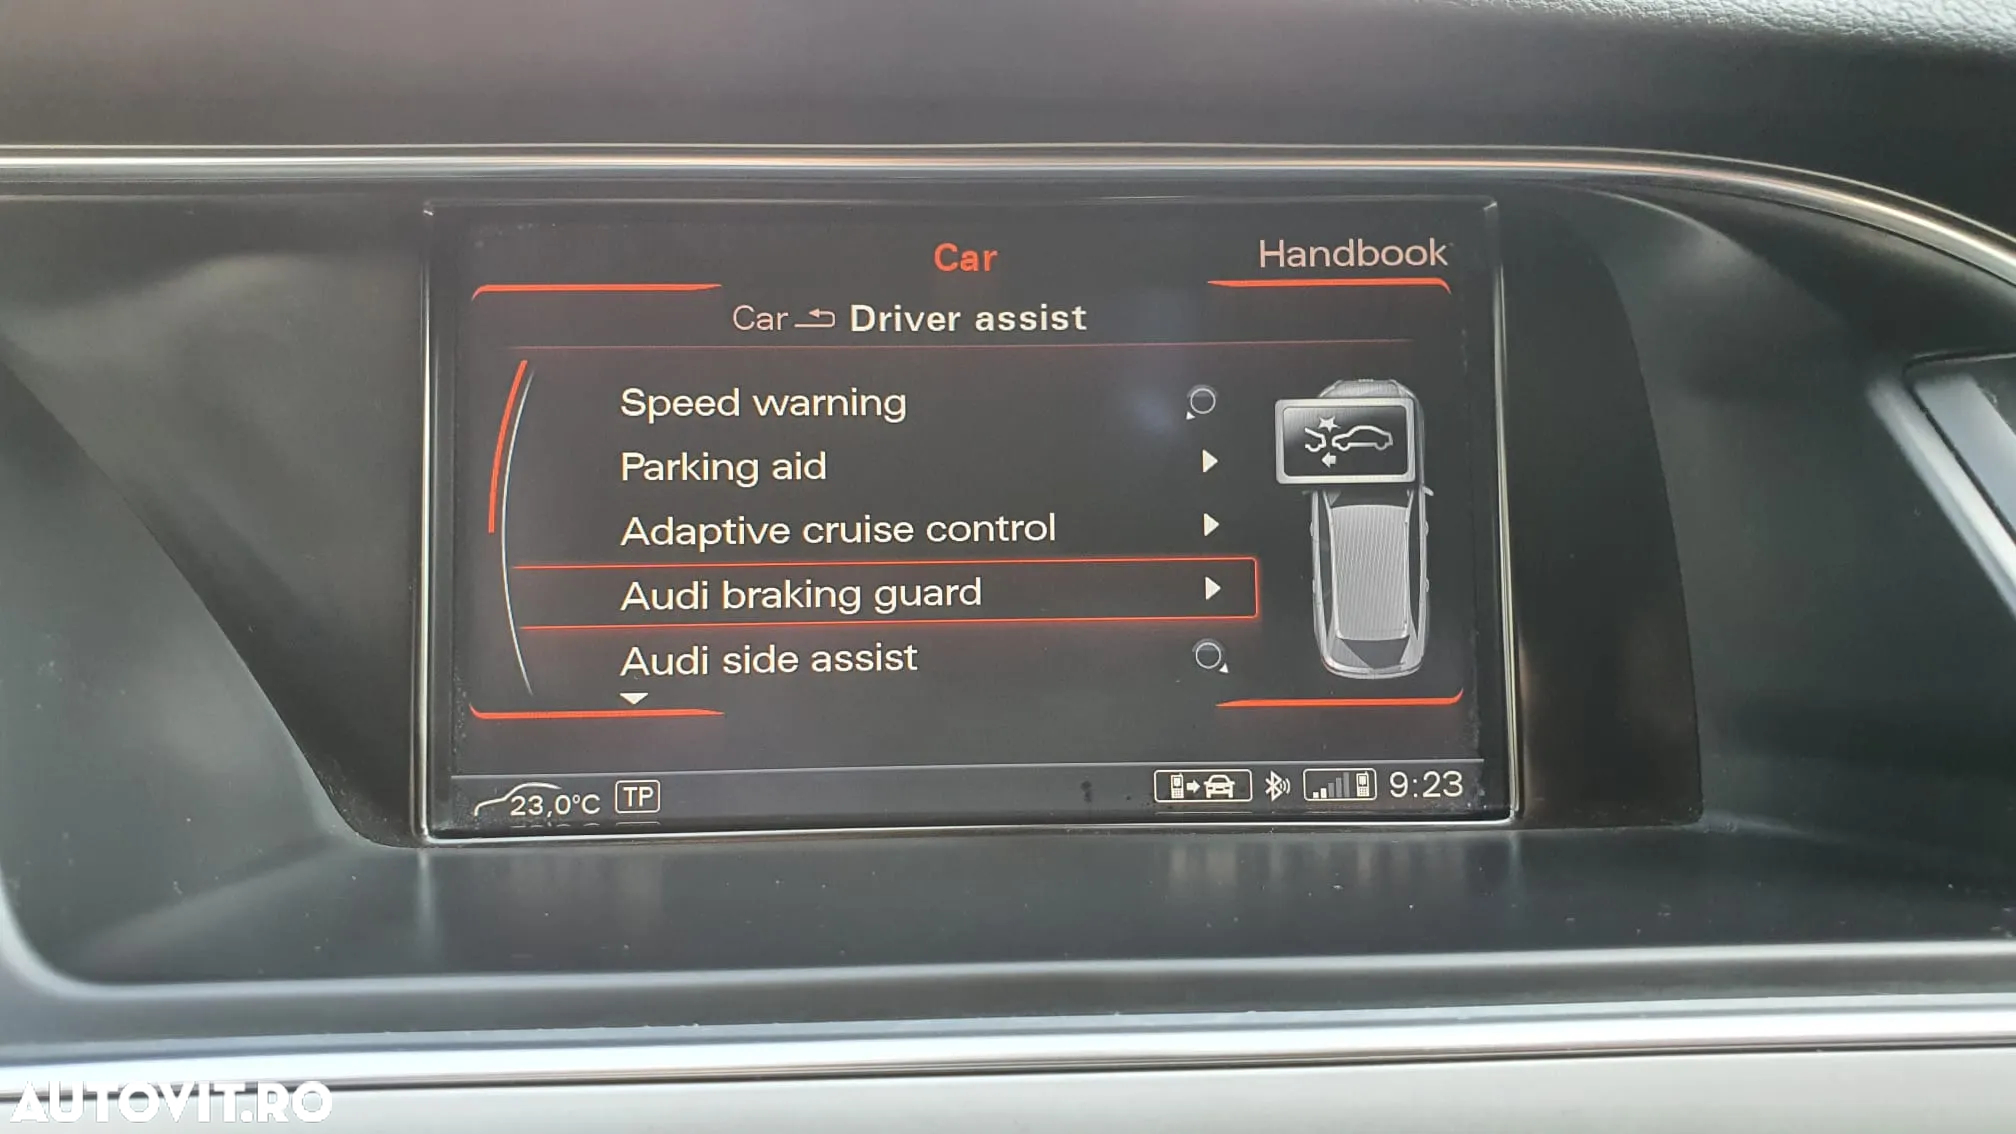 Car
Handbook
Car Driver assist
Speed warning
Parking aid
Adaptive cruise control
Audi braking guard
Audi side assist
23,0°C TP 9:23
AUTOVIT.RO